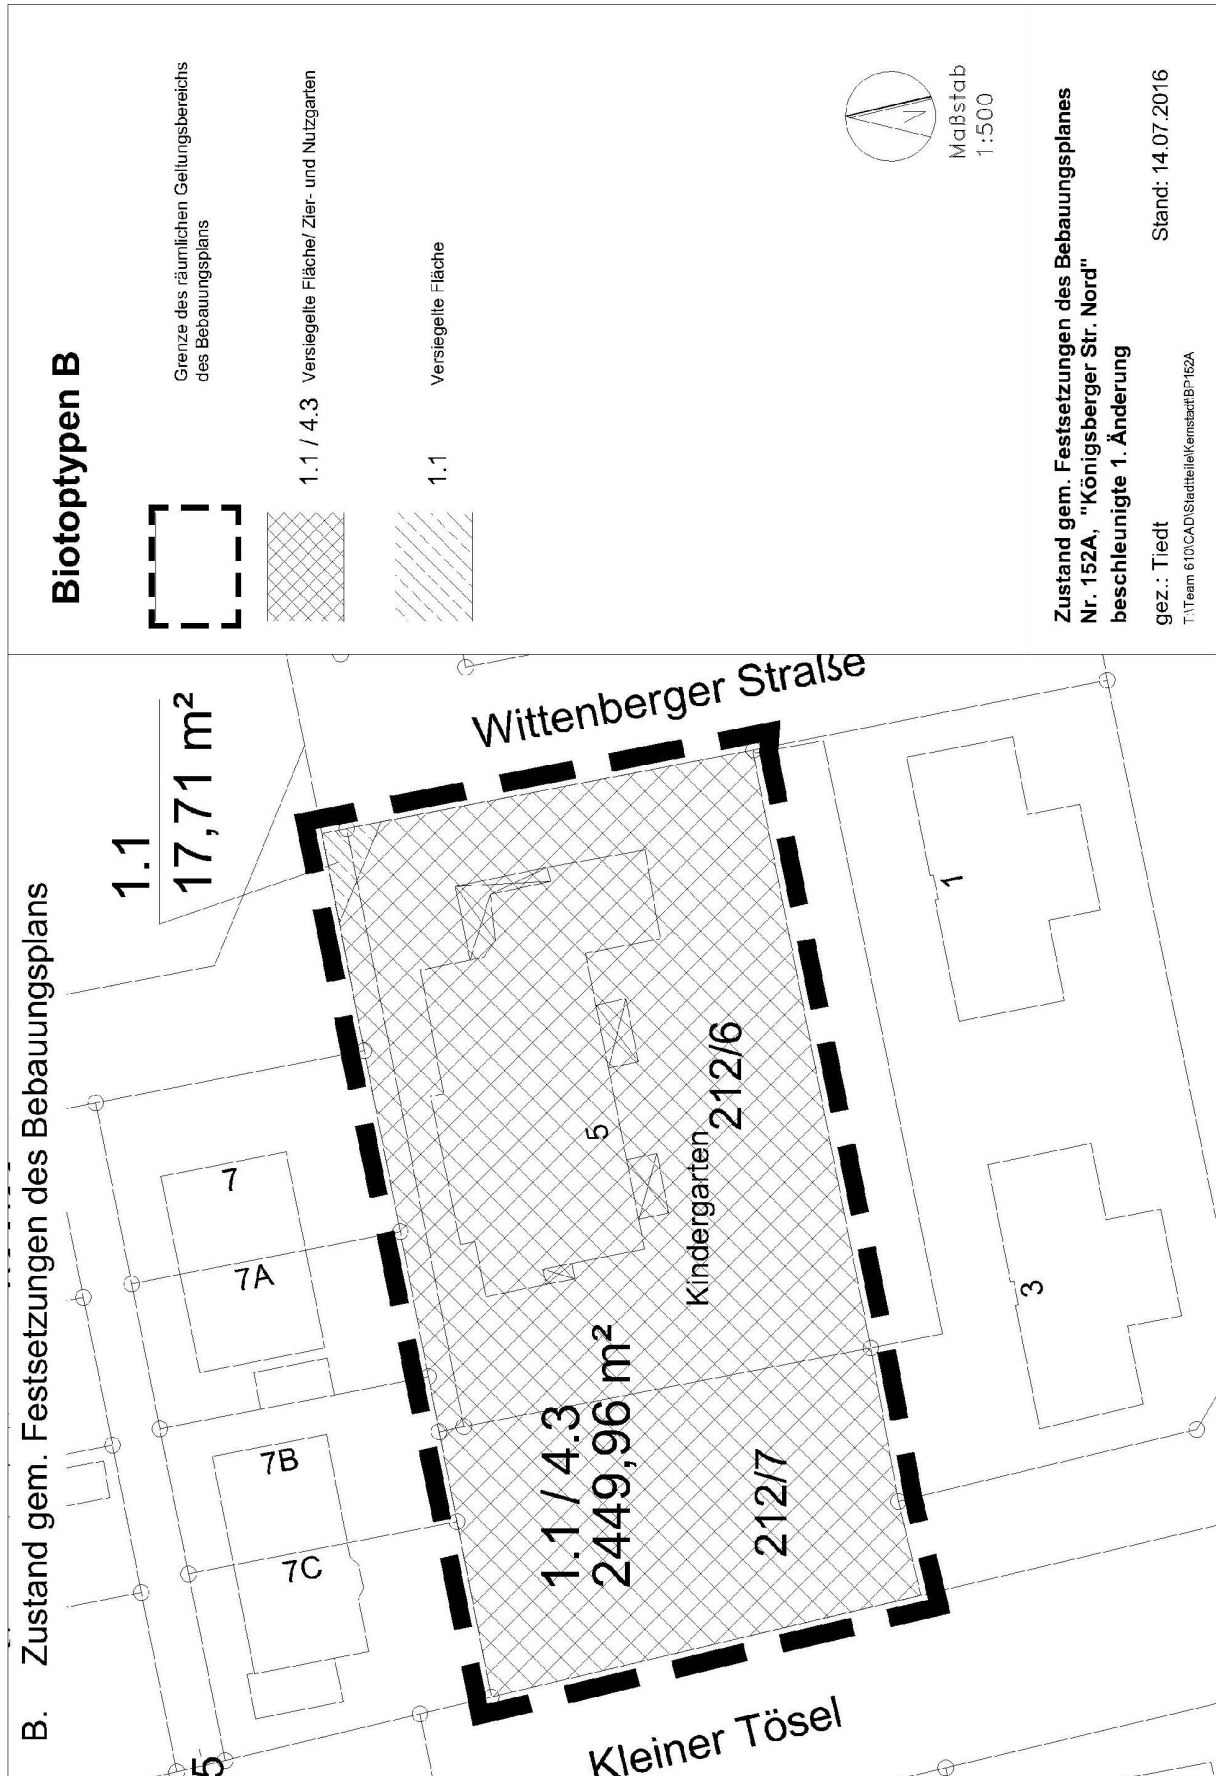 B. Zustand gem. Festsetzungen des Bebauungsplans
1.1
17,71 m²
7
7A
7B
7C
5
Wittenberger Straße
5
Kindergarten
212/6
1.1 / 4.3
2449,96 m²
212/7
1
3
Kleiner Tösel
Biotoptypen B
Grenze des räumlichen Geltungsbereichs
des Bebauungsplans
1.1 / 4.3 Versiegelte Fläche/ Zier- und Nutzgarten
1.1 Versiegelte Fläche
N
Maßstab
1:500
Zustand gem. Festsetzungen des Bebauungsplanes
Nr. 152A, "Königsberger Str. Nord"
beschleunigte 1. Änderung
gez.: Tiedt Stand: 14.07.2016
T:\Team 610\CAD\Stadtteile\Kernstadt\BP152A